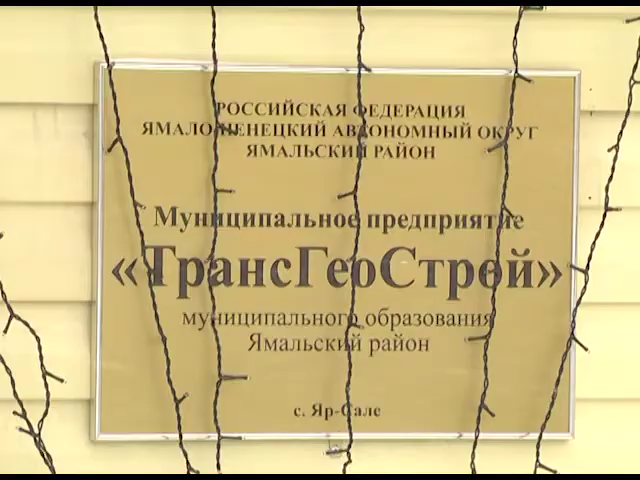 РОССИЙСКАЯ ФЕДЕРАЦИЯ
ЯМАЛО-НЕНЕЦКИЙ АВТОНОМНЫЙ ОКРУГ
ЯМАЛЬСКИЙ РАЙОН
Муниципальное предприятие
«ТрансГеоСтрой»
муниципального образования
Ямальский район
с. Яр-Сале